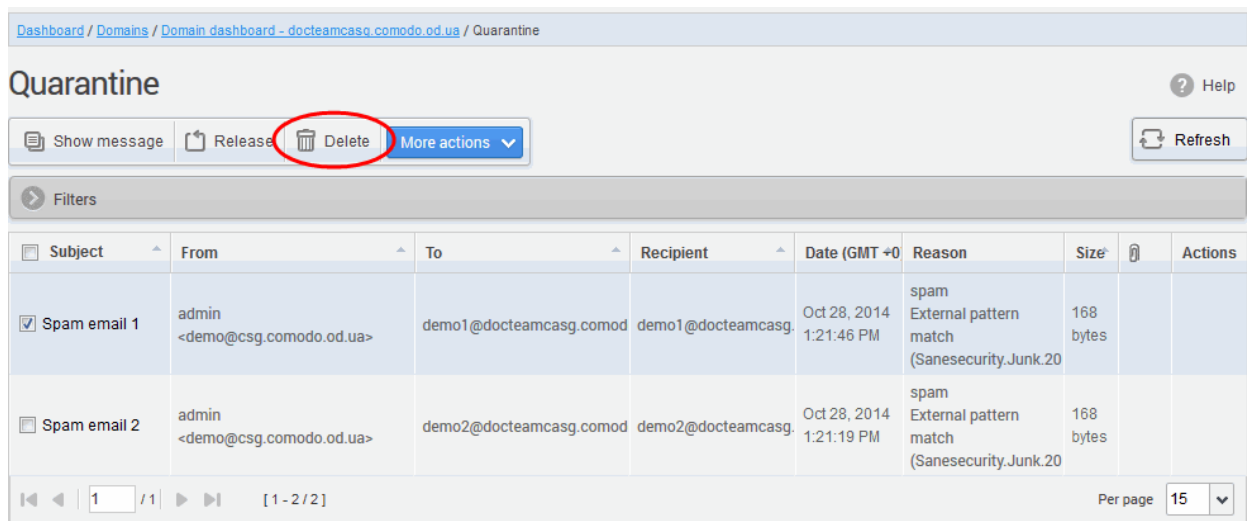 Dashboard / Domains / Domain dashboard - docteamcasg.comodo.od.ua / Quarantine
Quarantine
Help
Show message Release Delete More actions Refresh
Filters
Subject From To Recipient Date (GMT +0 Reason Size Actions
Spam email 1
admin
<demo@csg.comodo.od.ua>
demo1@docteamcasg.comod
demo1@docteamcasg.
Oct 28, 2014
1:21:46 PM
spam
External pattern
match
(Sanesecurity.Junk.20
168
bytes
Spam email 2
admin
<demo@csg.comodo.od.ua>
demo2@docteamcasg.comod
demo2@docteamcasg.
Oct 28, 2014
1:21:19 PM
spam
External pattern
match
(Sanesecurity.Junk.20
168
bytes
1 / 1 [ 1 - 2 / 2 ] Per page 15